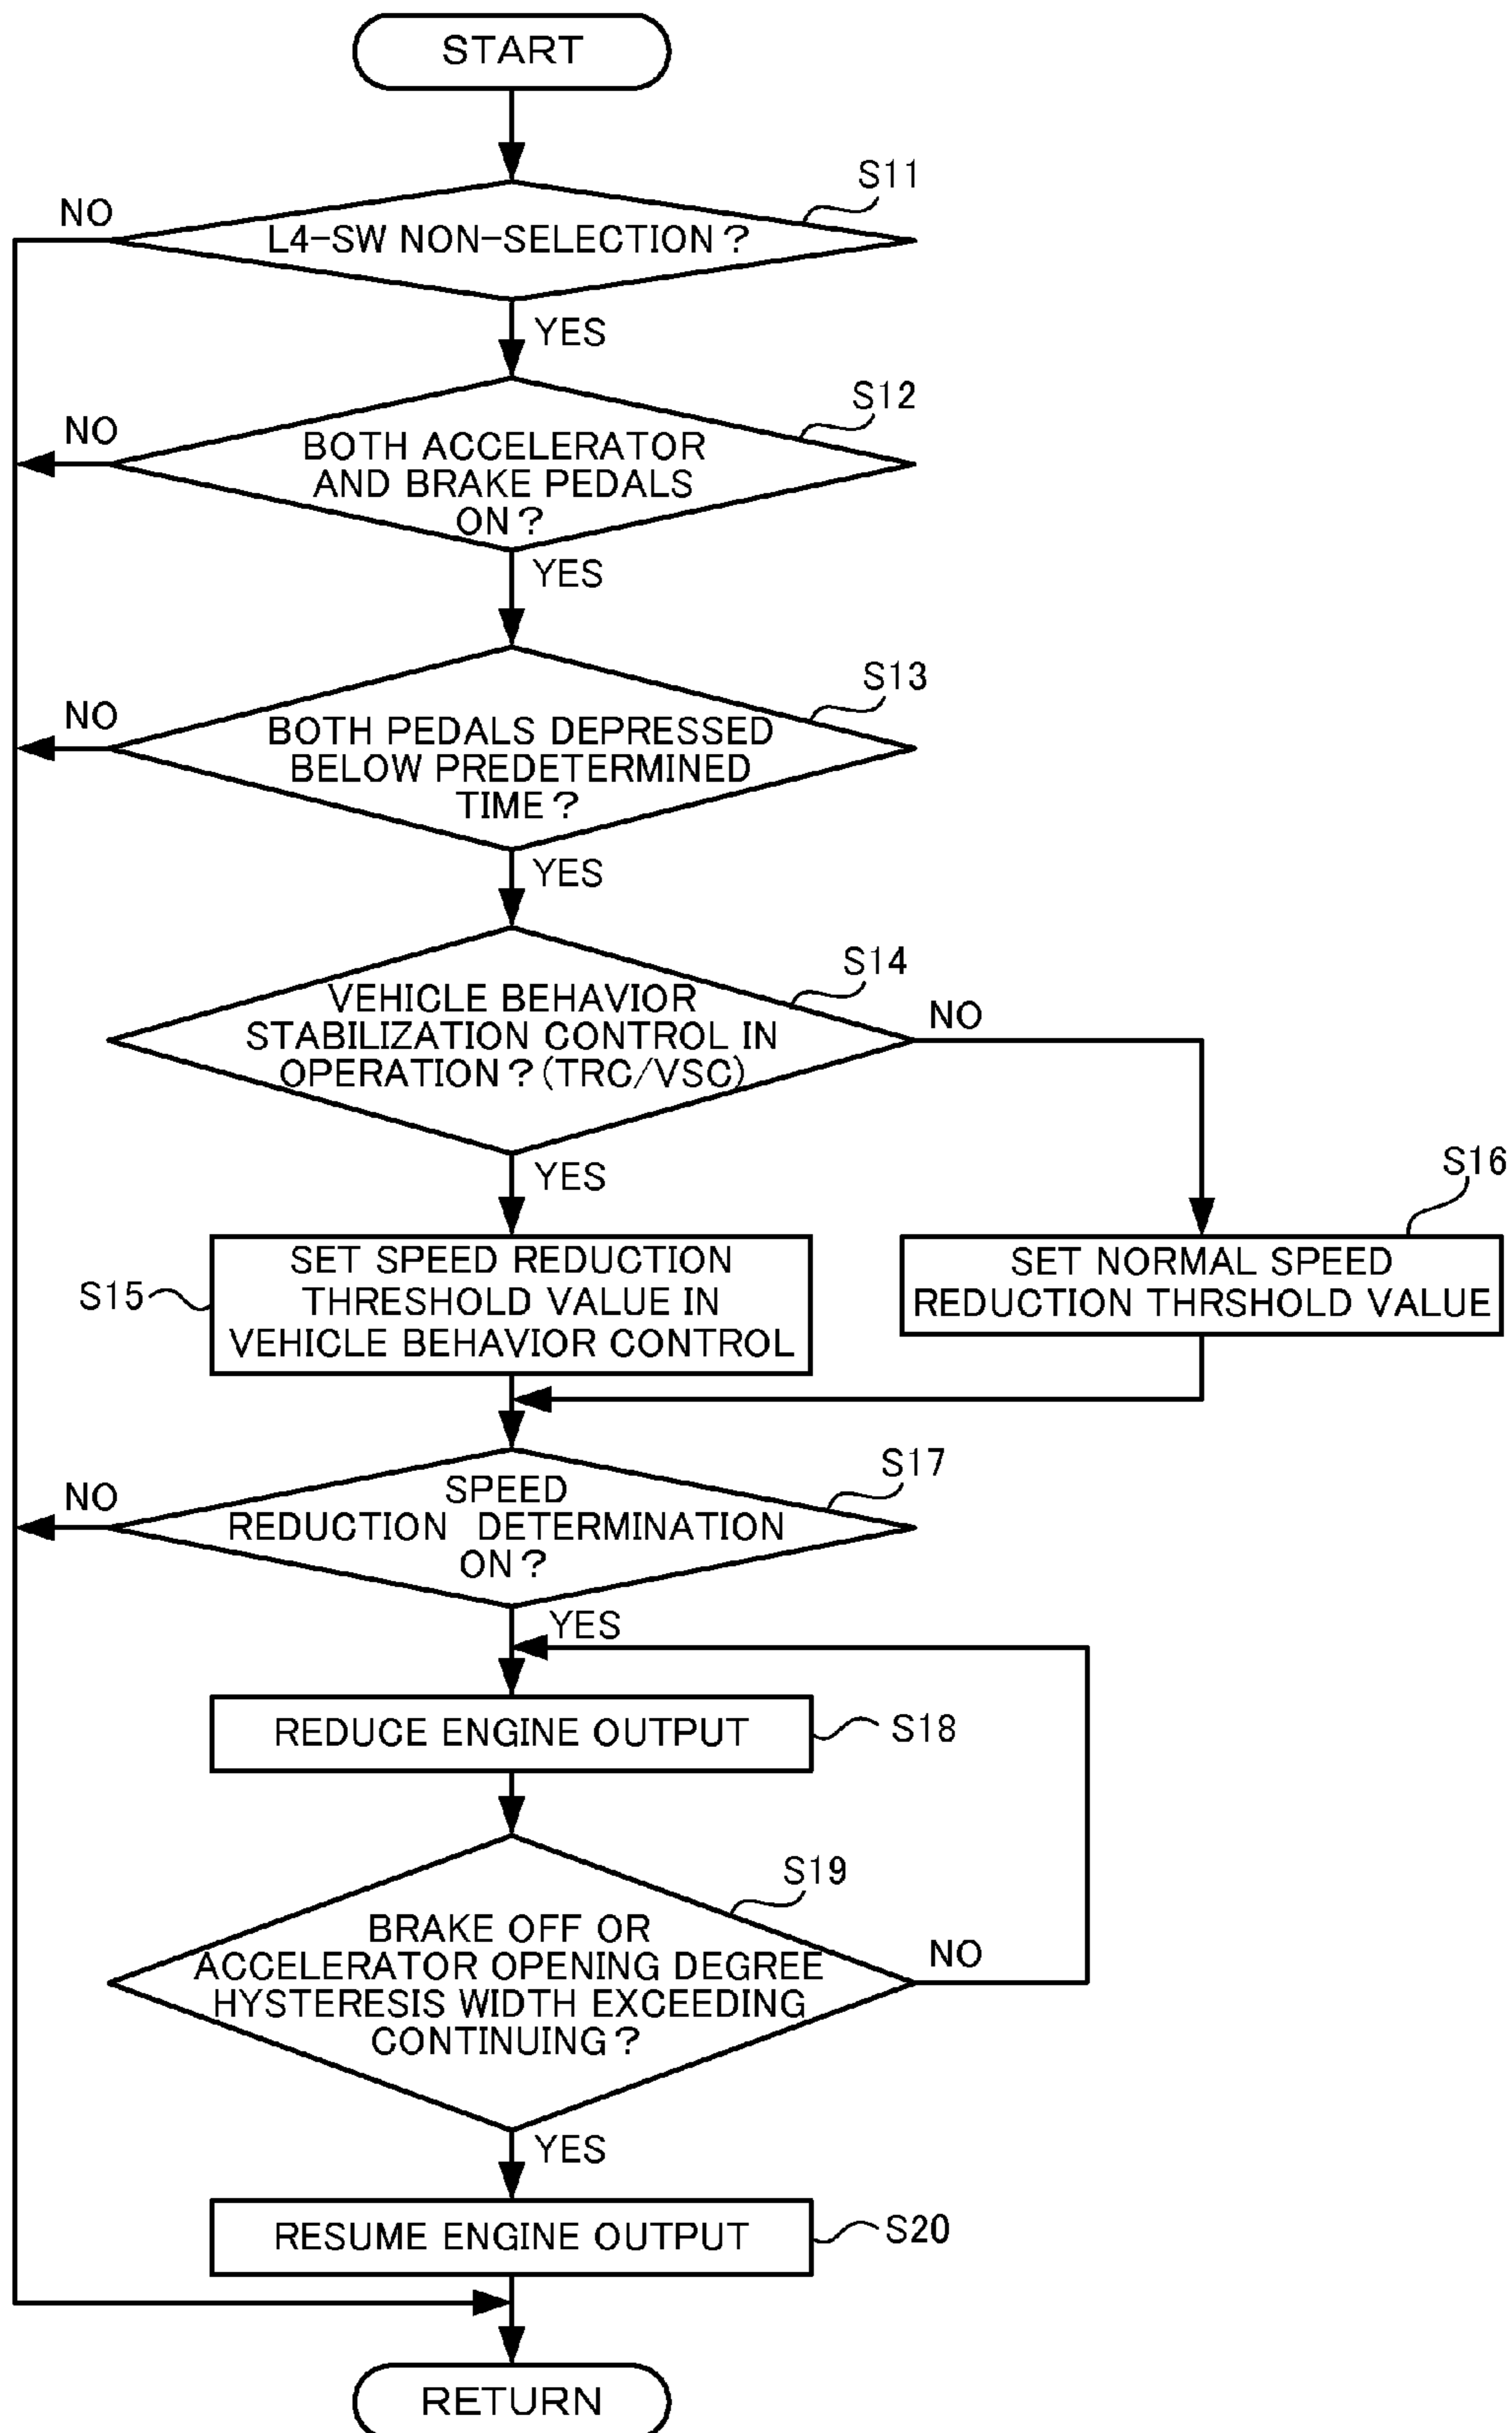 START
S11
NO
L4-SW NON-SELECTION?
YES
S12
NO
BOTH ACCELERATOR
AND BRAKE PEDALS
ON?
YES
S13
NO
BOTH PEDALS DEPRESSED
BELOW PREDETERMINED
TIME?
YES
S14
VEHICLE BEHAVIOR
STABILIZATION CONTROL IN
OPERATION? (TRC/VSC)
NO
YES
S16
S15
SET SPEED REDUCTION
THRESHOLD VALUE IN
VEHICLE BEHAVIOR CONTROL
SET NORMAL SPEED
REDUCTION THRSHOLD VALUE
S17
NO
SPEED
REDUCTION DETERMINATION
ON?
YES
REDUCE ENGINE OUTPUT
S18
S19
BRAKE OFF OR
ACCELERATOR OPENING DEGREE
HYSTERESIS WIDTH EXCEEDING
CONTINUING?
NO
YES
RESUME ENGINE OUTPUT
S20
RETURN